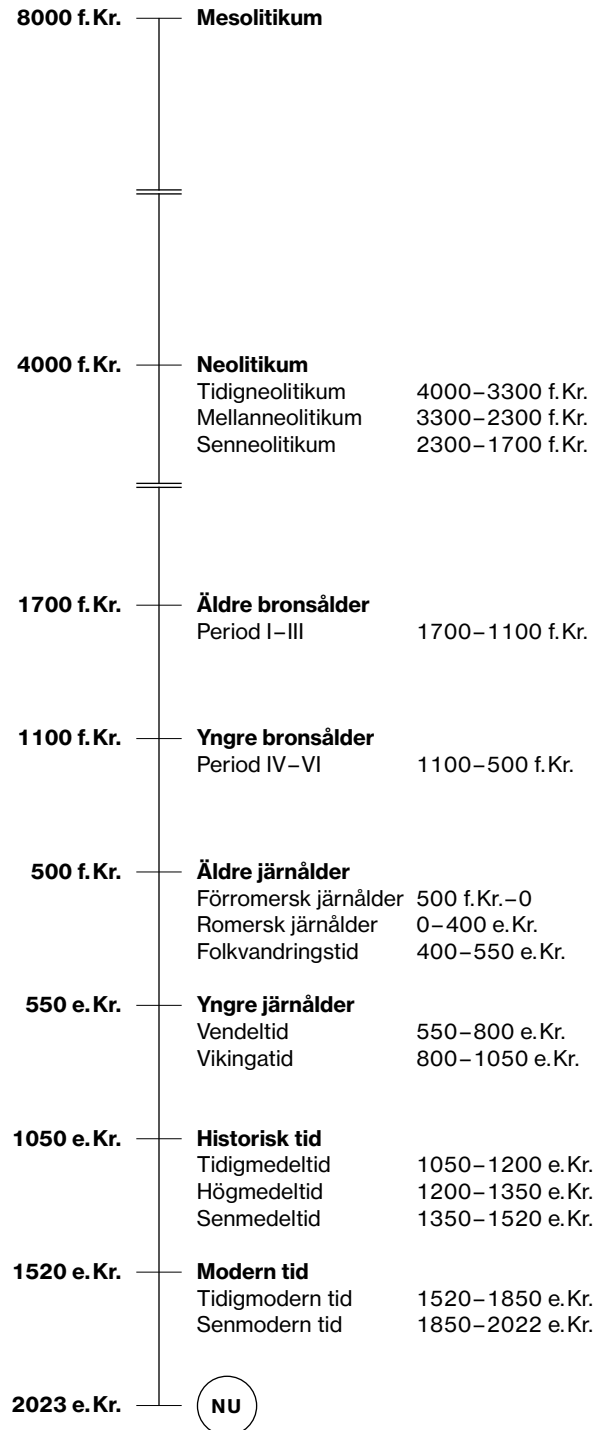 8000 f.Kr. Mesolitikum
4000 f.Kr. Neolitikum
Tidigneolitikum 4000–3300 f.Kr.
Mellanneolitikum 3300–2300 f.Kr.
Senneolitikum 2300–1700 f.Kr.
1700 f.Kr. Äldre bronsålder
Period I–III 1700–1100 f.Kr.
1100 f.Kr. Yngre bronsålder
Period IV–VI 1100–500 f.Kr.
500 f.Kr. Äldre järnålder
Förromersk järnålder 500 f.Kr.–0
Romersk järnålder 0–400 e.Kr.
Folkvandringstid 400–550 e.Kr.
550 e.Kr. Yngre järnålder
Vendeltid 550–800 e.Kr.
Vikingatid 800–1050 e.Kr.
1050 e.Kr. Historisk tid
Tidigmedeltid 1050–1200 e.Kr.
Högmedeltid 1200–1350 e.Kr.
Senmedeltid 1350–1520 e.Kr.
1520 e.Kr. Modern tid
Tidigmodern tid 1520–1850 e.Kr.
Senmodern tid 1850–2022 e.Kr.
2023 e.Kr. NU